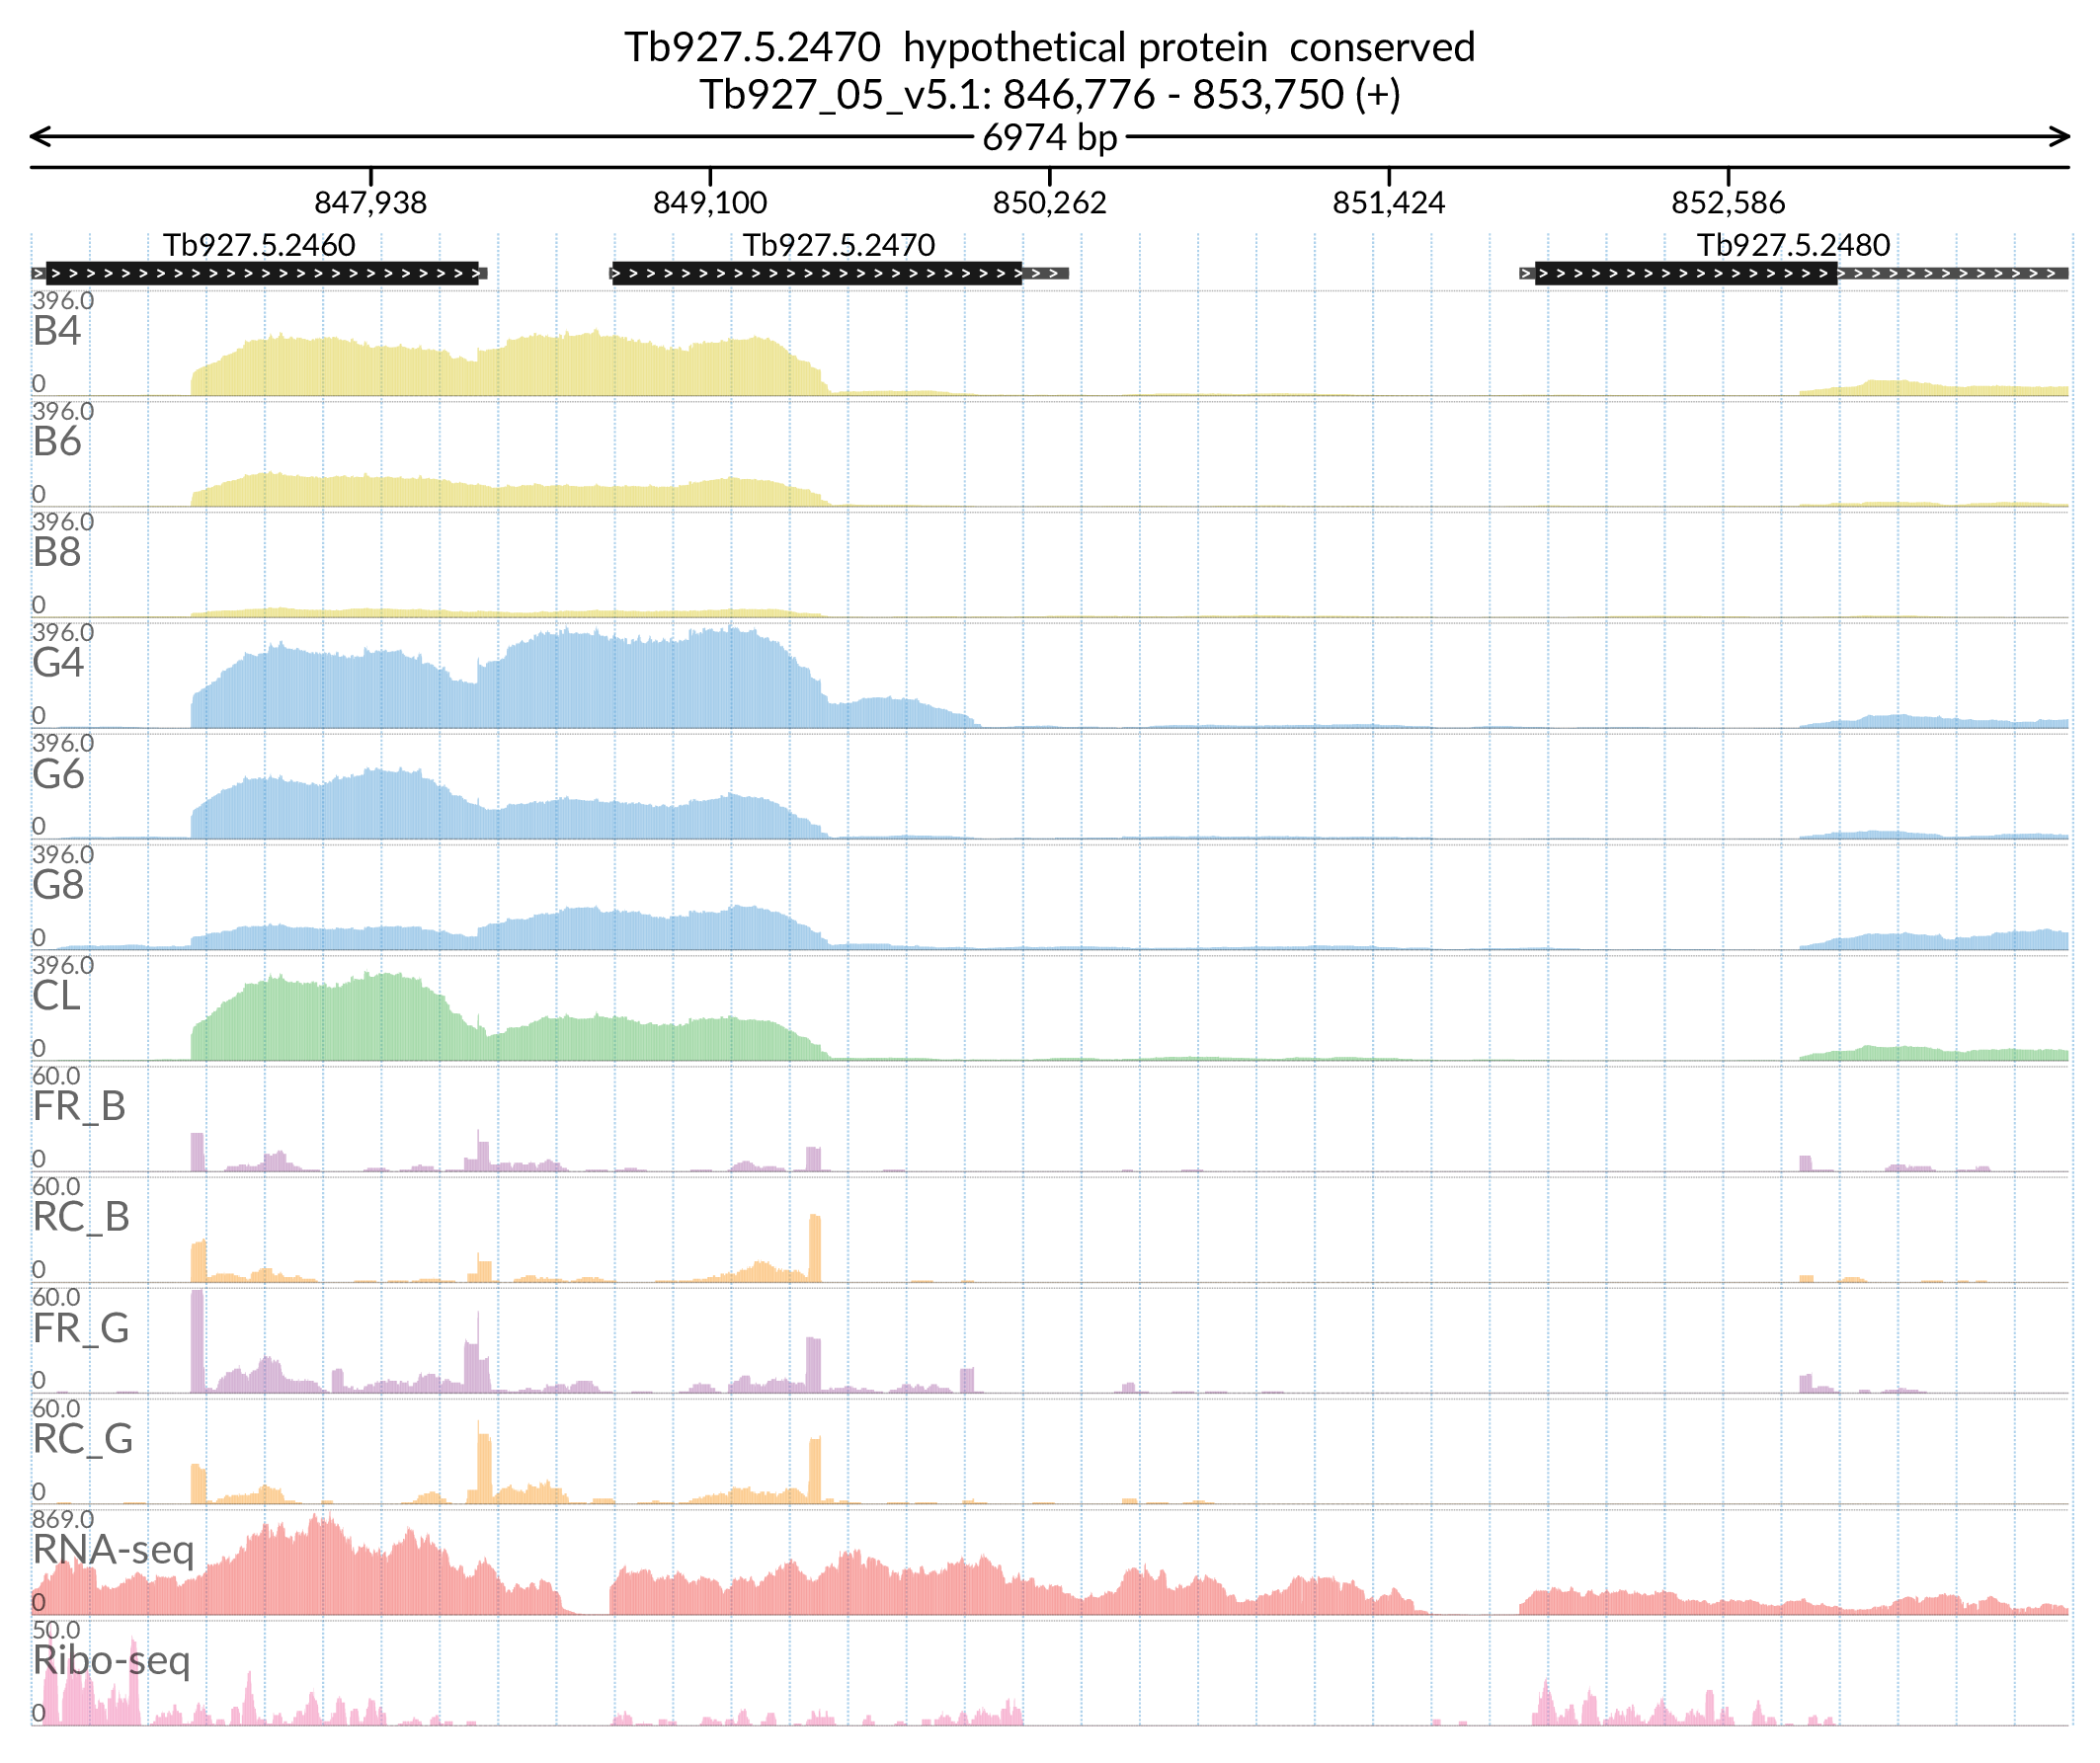 Tb927.5.2470  hypothetical protein  conserved
Tb927_05_v5.1: 846,776 - 853,750 (+)
6974 bp
847,938 849,100 850,262 851,424 852,586
Tb927.5.2460 Tb927.5.2470 Tb927.5.2480
396.0
B4
0
396.0
B6
0
396.0
B8
0
396.0
G4
0
396.0
G6
0
396.0
G8
0
396.0
CL
0
60.0
FR_B
0
60.0
RC_B
0
60.0
FR_G
0
60.0
RC_G
0
869.0
RNA-seq
0
50.0
Ribo-seq
0